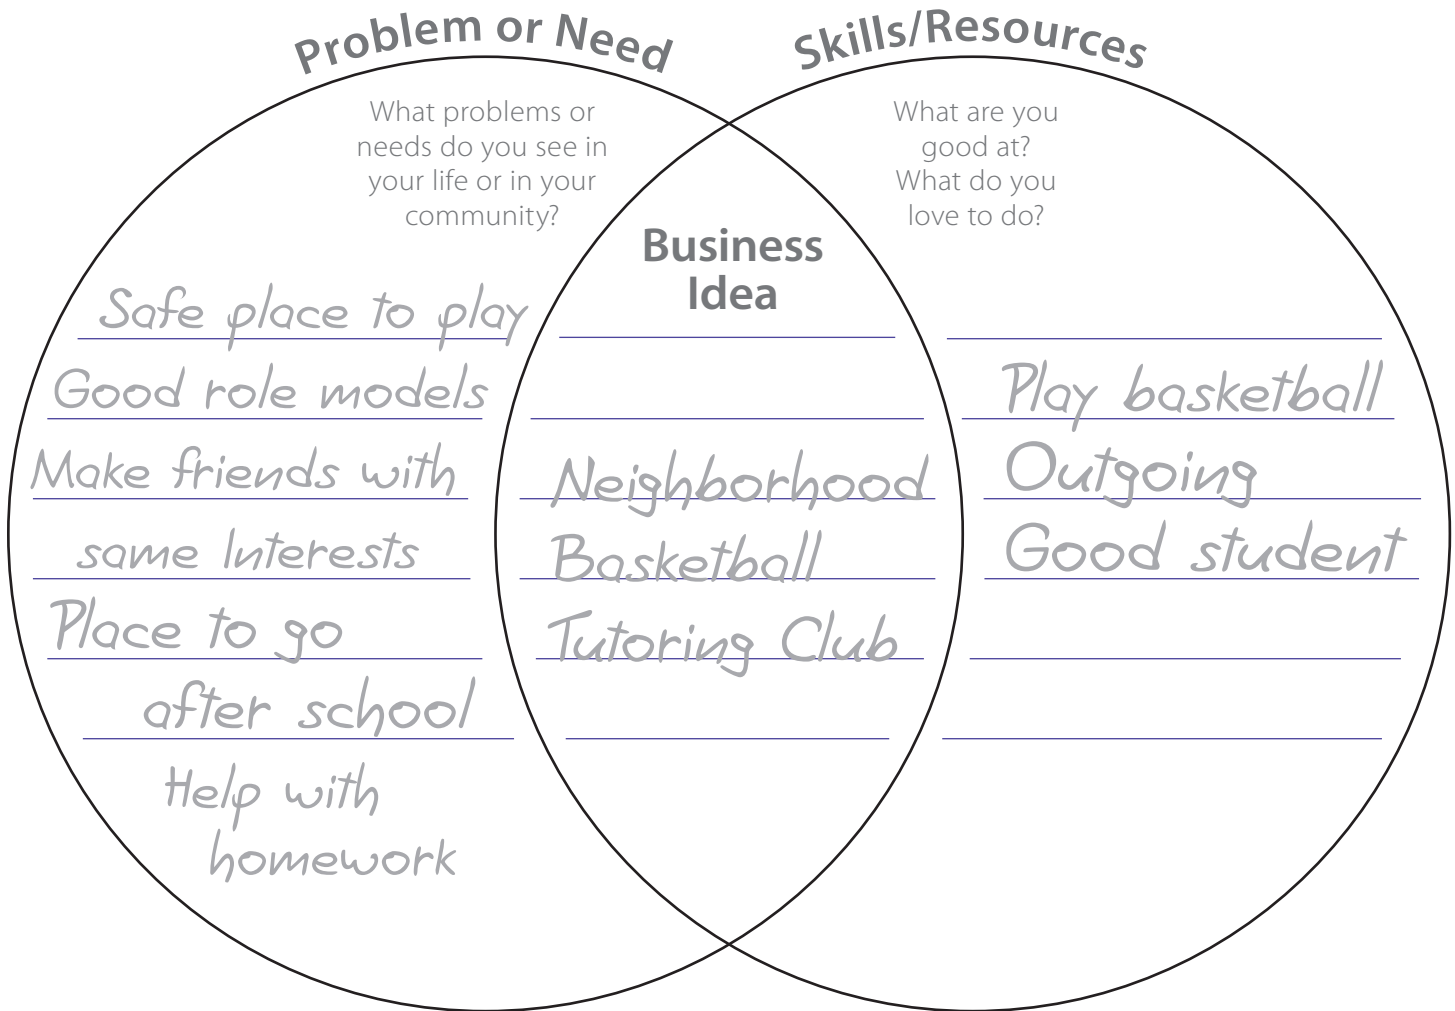 Problem or Need
What problems or
needs do you see in
your life or in your
community?
Safe place to play
Good role models
Make friends with
same Interests
Place to go
after school
Help with
homework
Business
Idea
Neighborhood
Basketball
Tutoring Club
Skills/Resources
What are you
good at?
What do you
love to do?
Play basketball
Outgoing
Good student